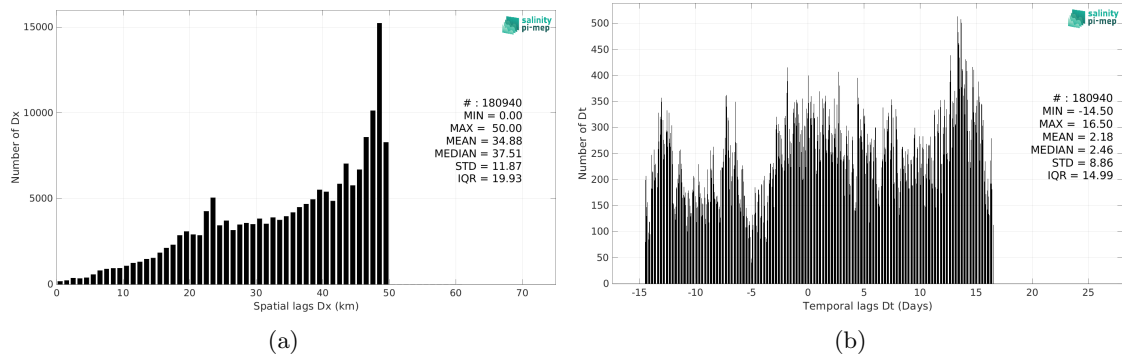 15000
10000
5000
0
Number of Dx
0 10 20 30 40 50 60 70
Spatial lags Dx (km)
salinity
pi-mep
# : 180940
MIN = 0.00
MAX = 50.00
MEAN = 34.88
MEDIAN = 37.51
STD = 11.87
IQR = 19.93
(a)
500
450
400
350
300
250
200
150
100
50
0
Number of Dt
-15 -10 -5 0 5 10 15 20 25
Temporal lags Dt (Days)
salinity
pi-mep
# : 180940
MIN = -14.50
MAX = 16.50
MEAN = 2.18
MEDIAN = 2.46
STD = 8.86
IQR = 14.99
(b)